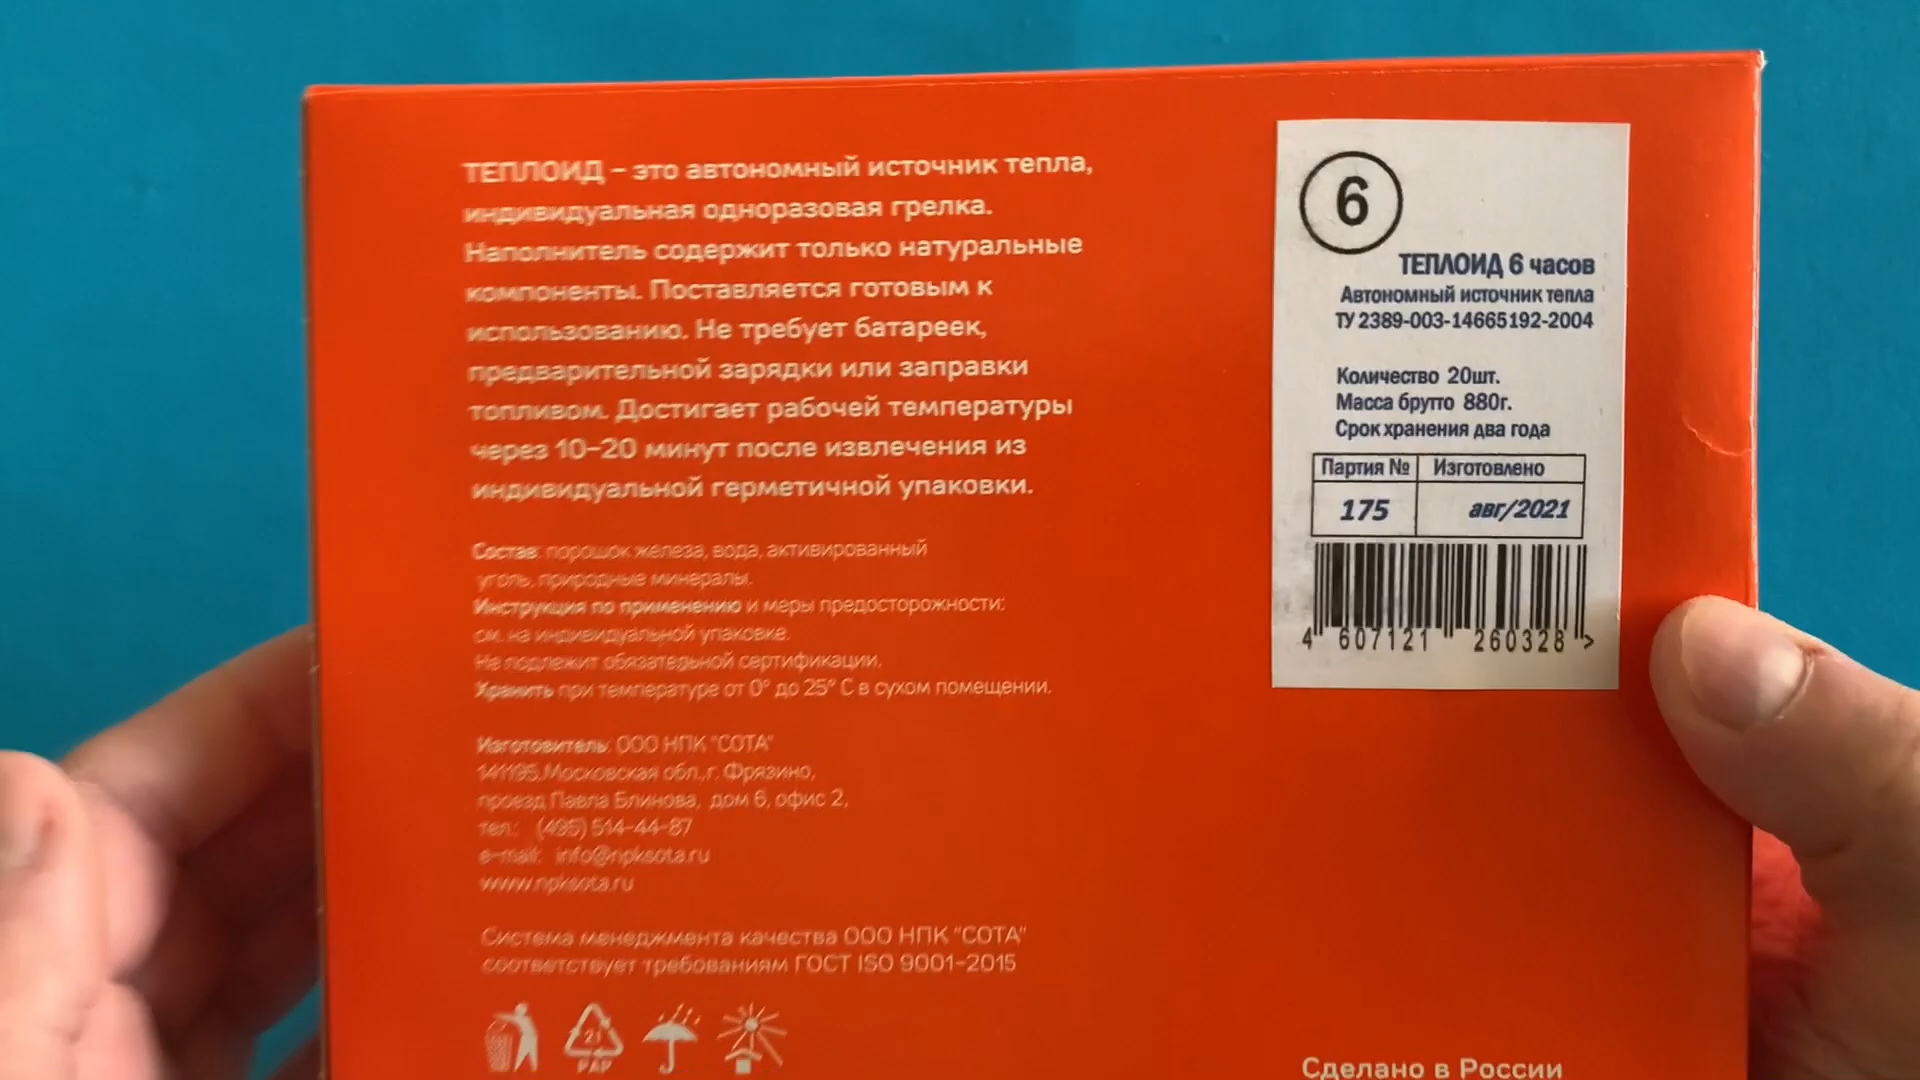 ТЕПЛОИД – это автономный источник тепла,
индивидуальная одноразовая грелка.
Наполнитель содержит только натуральные
компоненты. Поставляется готовым к
использованию. Не требует батареек,
предварительной зарядки или заправки
топливом. Достигает рабочей температуры
через 10–20 минут после извлечения из
индивидуальной герметичной упаковки.
Состав: порошок железа, вода, активированный
уголь, природные минералы.
Инструкция по применению и меры предосторожности:
см. на индивидуальной упаковке.
Не подлежит обязательной сертификации.
Хранить при температуре от 0° до 25° С в сухом помещении.
Изготовитель: ООО НПК "СОТА"
141195,Московская обл.,г. Фрязино,
проезд Павла Блинова, дом 6, офис 2,
тел.: (495) 514-44-87
e-mail: info@npksota.ru
www.npksota.ru
Система менеджмента качества ООО НПК "СОТА"
соответствует требованиям ГОСТ ISO 9001-2015
21
PAP
6
ТЕПЛОИД 6 часов
Автономный источник тепла
ТУ 2389-003-14665192-2004
Количество 20шт.
Масса брутто 880г.
Срок хранения два года
Партия № Изготовлено
175 авг/2021
4 607121 260328 >
Сделано в России